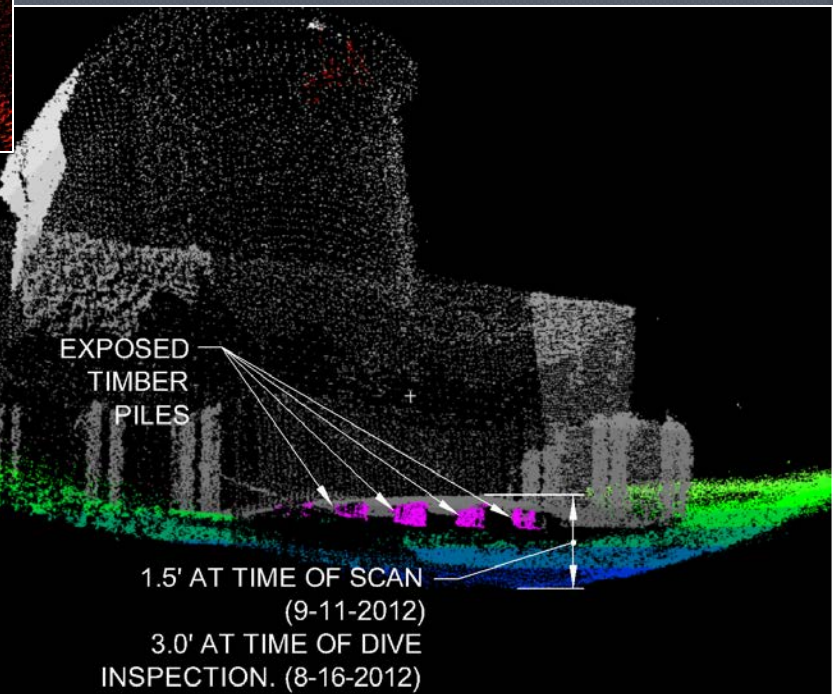 EXPOSED
TIMBER
PILES
1.5' AT TIME OF SCAN
(9-11-2012)
3.0' AT TIME OF DIVE
INSPECTION. (8-16-2012)